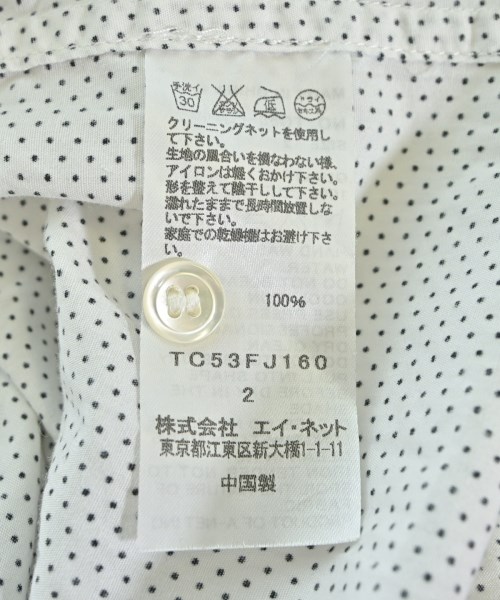 手洗イ
30
クリーニングネットを使用し
て下さい。
生地の風合いを損なわない様、
アイロンは軽くおかけ下さい。
形を整えて陰干しして下さい。
濡れたままで長時間放置しな
いで下さい。
家庭での乾燥機はお避け下さ
い。
100%
TC53FJ160
2
株式会社 エイ・ネット
東京都江東区新大橋1-1-11
中国製